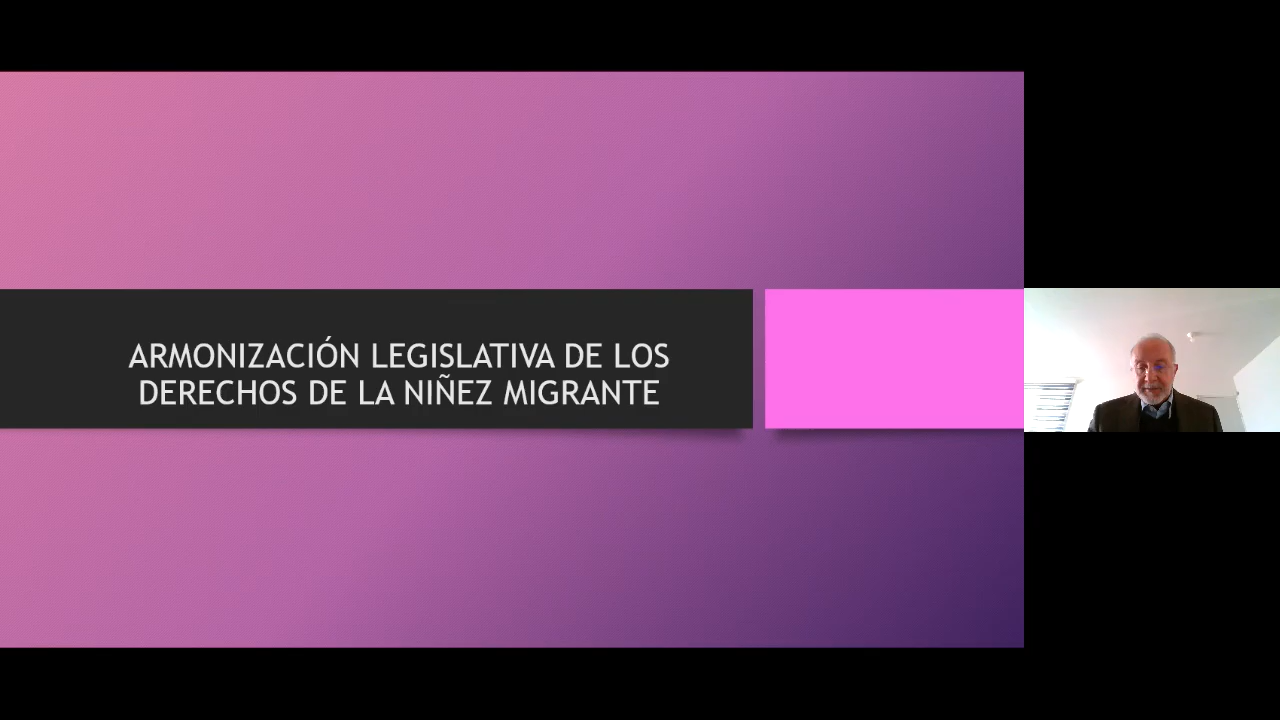 ARMONIZACIÓN LEGISLATIVA DE LOS
DERECHOS DE LA NIÑEZ MIGRANTE